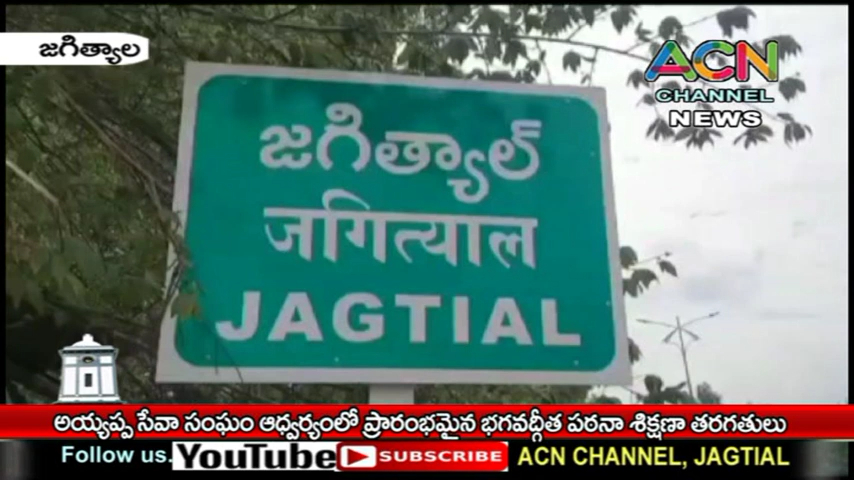 జగిత్యాల
ACN
CHANNEL
NEWS
జగిత్యాల్
जगित्याल
JAGTIAL
అయ్యప్ప సేవా సంఘం ఆధ్వర్యంలో ప్రారంభమైన భగవద్గీత పఠనా శిక్షణా తరగతులు
Follow us. YouTube SUBSCRIBE ACN CHANNEL, JAGTIAL